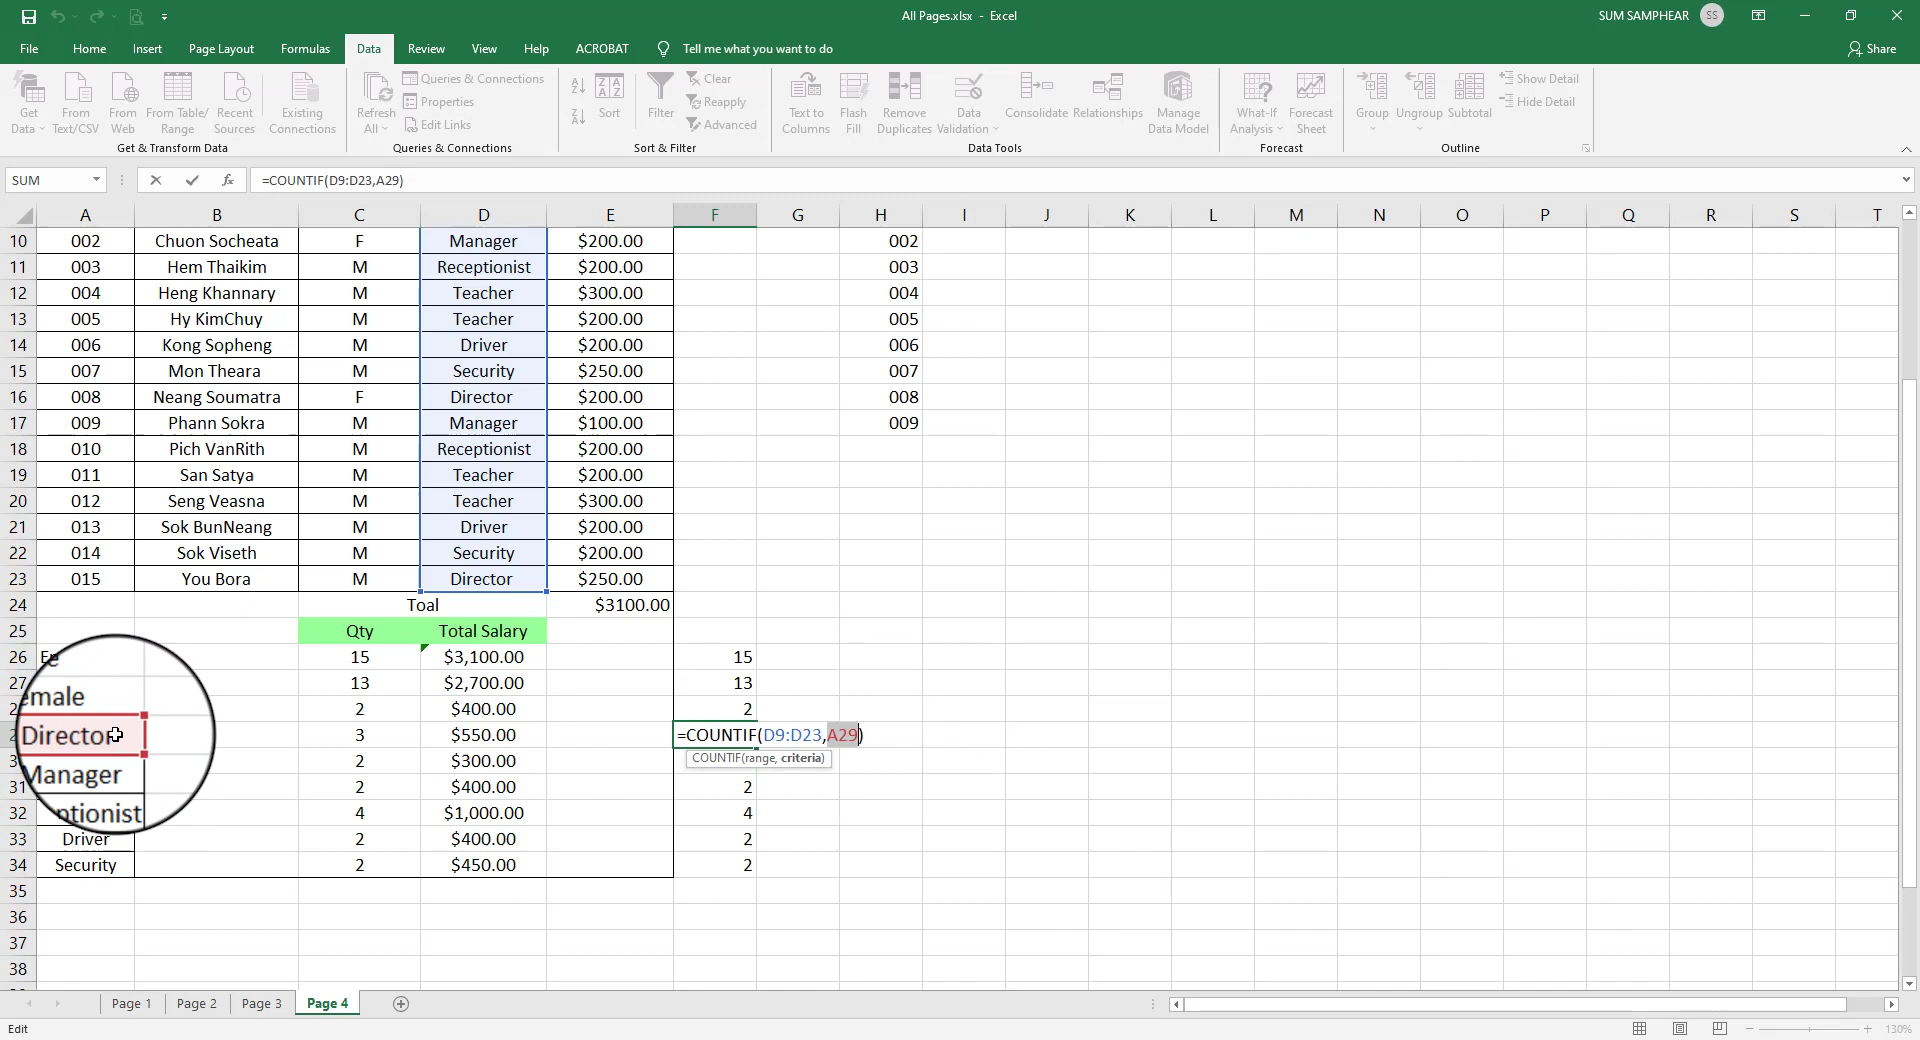 All Pages.xlsx - Excel
SUM SAMPHEAR SS
File Home Insert Page Layout Formulas Data Review View Help ACROBAT Tell me what you want to do Share
Get Data
From Text/CSV
From Web
From Table/ Range
Recent Sources
Existing Connections
Get & Transform Data
Refresh All
Queries & Connections
Properties
Edit Links
Queries & Connections
Sort
Filter
Clear
Reapply
Advanced
Sort & Filter
Text to Columns
Flash Fill
Remove Duplicates
Data Validation
Consolidate
Relationships
Manage Data Model
Data Tools
What-If Analysis
Forecast Sheet
Forecast
Group
Ungroup
Subtotal
Show Detail
Hide Detail
Outline
SUM fx =COUNTIF(D9:D23,A29)
A B C D E F G H I J K L M N O P Q R S T
10 002 Chuon Socheata F Manager $200.00 002
11 003 Hem Thaikim M Receptionist $200.00 003
12 004 Heng Khannary M Teacher $300.00 004
13 005 Hy KimChuy M Teacher $200.00 005
14 006 Kong Sopheng M Driver $200.00 006
15 007 Mon Theara M Security $250.00 007
16 008 Neang Soumatra F Director $200.00 008
17 009 Phann Sokra M Manager $100.00 009
18 010 Pich VanRith M Receptionist $200.00
19 011 San Satya M Teacher $200.00
20 012 Seng Veasna M Teacher $300.00
21 013 Sok BunNeang M Driver $200.00
22 014 Sok Viseth M Security $200.00
23 015 You Bora M Director $250.00
24 Toal $3100.00
25 Qty Total Salary
26 15 $3,100.00 15
27 emale 13 $2,700.00 13
2 $400.00 2
Director 3 $550.00 =COUNTIF(D9:D23,A29)
Manager 2 $300.00 COUNTIF(range, criteria)
31 ptionist 2 $400.00 2
32 4 $1,000.00 4
33 Driver 2 $400.00 2
34 Security 2 $450.00 2
35
36
37
38
Page 1 Page 2 Page 3 Page 4
Edit 130%